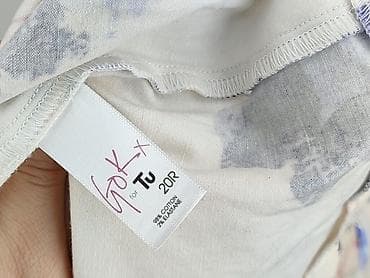 GOK x
for Tu
20R
98% COTTON
2% ELASTANE